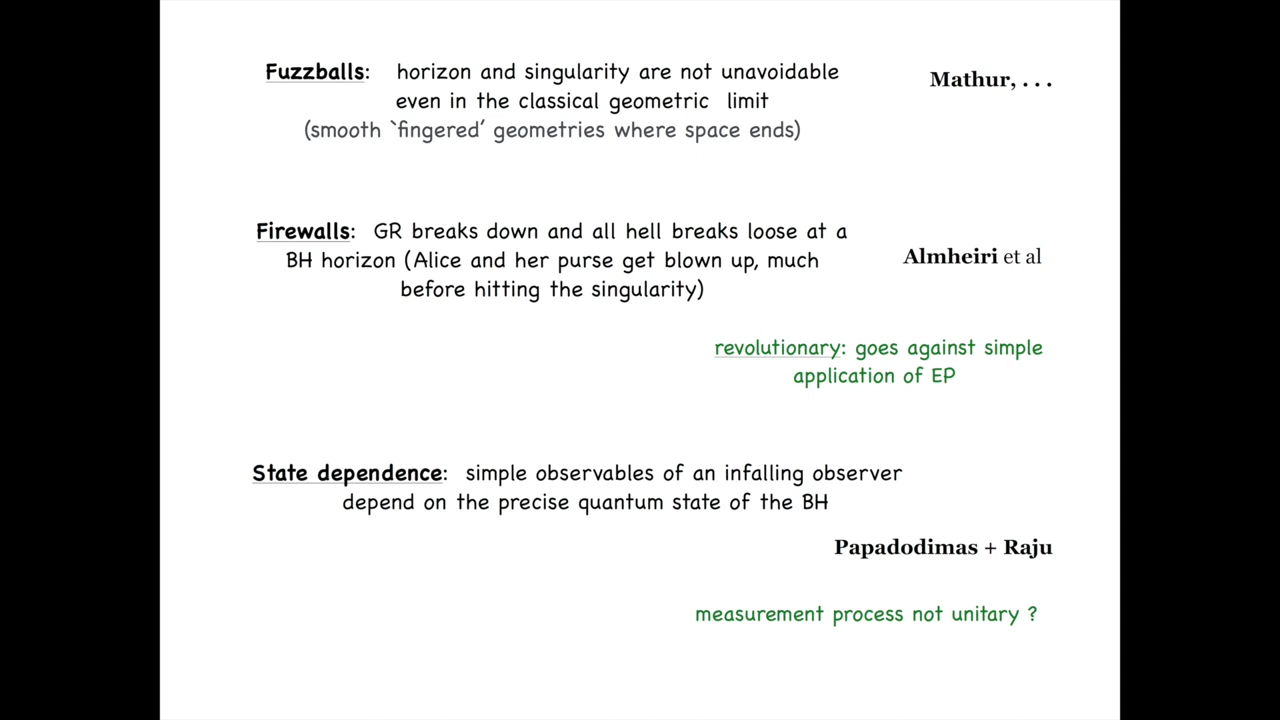 Fuzzballs: horizon and singularity are not unavoidable
Mathur, . . .
even in the classical geometric limit
(smooth `fingered’ geometries where space ends)
Firewalls: GR breaks down and all hell breaks loose at a
BH horizon (Alice and her purse get blown up, much
Almheiri et al
before hitting the singularity)
revolutionary: goes against simple
application of EP
State dependence: simple observables of an infalling observer
depend on the precise quantum state of the BH
Papadodimas + Raju
measurement process not unitary ?